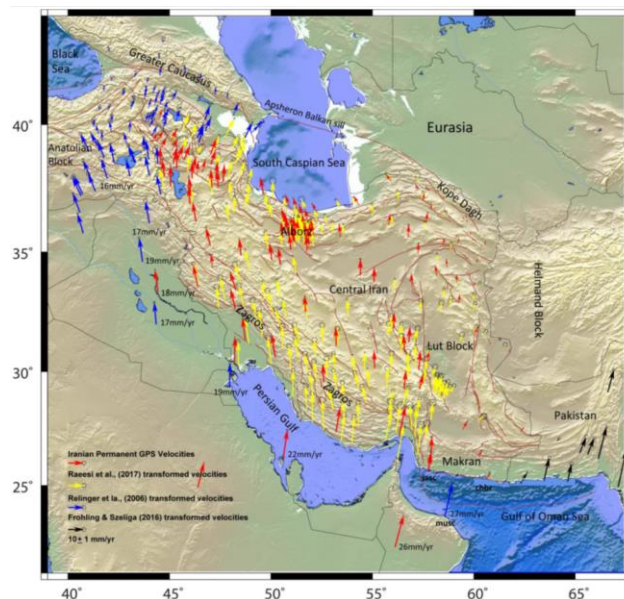 Black
Sea
Greater Caucasus
Apsheron Balkan sill
40°
Eurasia
Anatolian
Block
South Caspian Sea
16mm/yr
Kope Dagh
17mm/yr
Alborz
35°
19mm/yr
Central Iran
Helmand Block
18mm/yr
17mm/yr
Zagros
Lut Block
30°
19mm/yr
Zagros
Persian Gulf
Pakistan
Iranian Permanent GPS Velocities
22mm/yr
Makran
Raeesi et al., (2017) transformed velocities
25°
chbr
Relinger et la., (2006) transformed velocities
27mm/yr
Gulf of Oman Sea
musc
Frohling & Szeliga (2016) transformed velocities
26mm/yr
10± 1 mm/yr
40°
45°
50°
55°
60°
65°